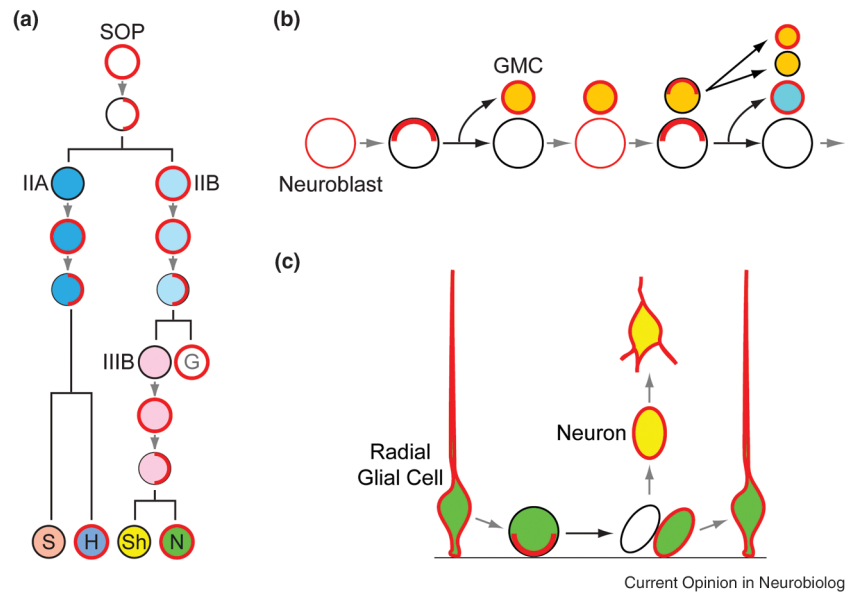 (a)
SOP
IIA
IIB
IIIB
G
S
H
Sh
N
(b)
GMC
Neuroblast
(c)
Radial
Glial Cell
Neuron
Current Opinion in Neurobiolog